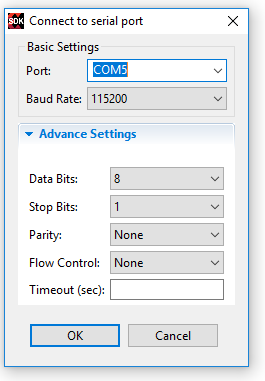 SDK Connect to serial port
Basic Settings
Port: COM5
Baud Rate: 115200
Advance Settings
Data Bits: 8
Stop Bits: 1
Parity: None
Flow Control: None
Timeout (sec):
OK Cancel